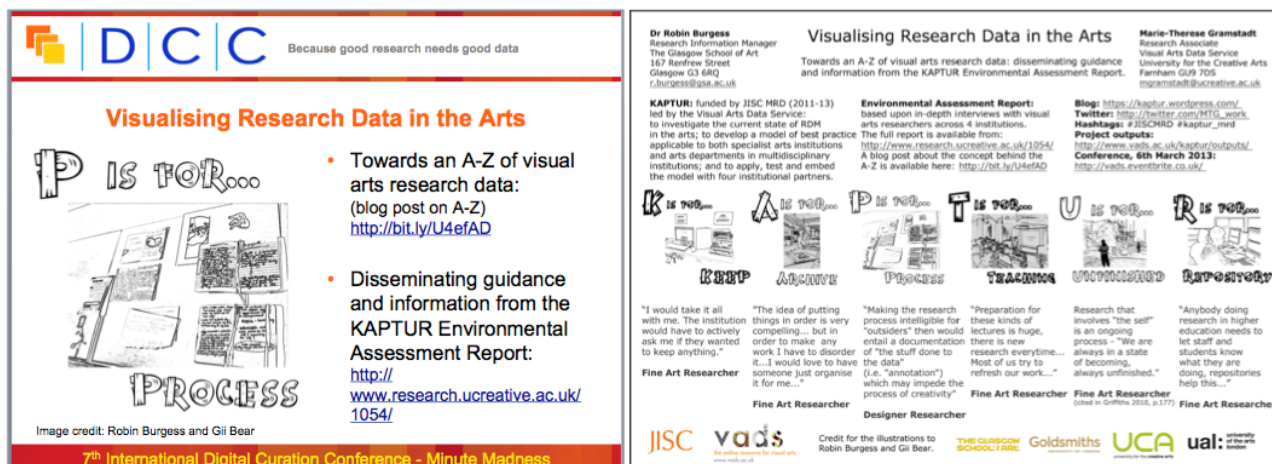 DCC
Because good research needs good data
Visualising Research Data in the Arts
P IS FOR...
PROCESS
• Towards an A-Z of visual
arts research data:
(blog post on A-Z)
http://bit.ly/U4efAD
• Disseminating guidance
and information from the
KAPTUR Environmental
Assessment Report:
http://
www.research.ucreative.ac.uk/
1054/
Image credit: Robin Burgess and Gii Bear
7th International Digital Curation Conference - Minute Madness
Dr Robin Burgess
Research Information Manager
The Glasgow School of Art
167 Renfrew Street
Glasgow G3 6RQ
r.burgess@gsa.ac.uk
Visualising Research Data in the Arts
Towards an A-Z of visual arts research data: disseminating guidance
and information from the KAPTUR Environmental Assessment Report.
Marie-Therese Gramstadt
Research Associate
Visual Arts Data Service
University for the Creative Arts
Farnham GU9 7DS
mgramstadt@ucreative.ac.uk
KAPTUR: funded by JISC MRD (2011-13)
led by the Visual Arts Data Service:
to investigate the current state of RDM
in the arts; to develop a model of best practice
applicable to both specialist arts institutions
and arts departments in multidisciplinary
institutions; and to apply, test and embed
the model with four institutional partners.
Environmental Assessment Report:
based upon in-depth interviews with visual
arts researchers across 4 institutions.
The full report is available from:
http://www.research.ucreative.ac.uk/1054/
A blog post about the concept behind the
A-Z is available here: http://bit.ly/U4efAD
Blog: https://kaptur.wordpress.com/
Twitter: http://twitter.com/MTG_work
Hashtags: #JISCMRD #kaptur_mrd
Project outputs:
http://www.vads.ac.uk/kaptur/outputs/
Conference, 6th March 2013:
http://vads.eventbrite.co.uk/
K IS FOR...
KEEP
A IS FOR...
ARCHIVE
P IS FOR...
PROCESS
T IS FOR...
TEACHING
U IS FOR...
UNFINISHED
R IS FOR...
REPOSITORY
"I would take it all
with me. The institution
would have to actively
ask me if they wanted
to keep anything."
Fine Art Researcher
"The idea of putting
things in order is very
compelling... but in
order to make any
work I have to disorder
it...I would love to have
someone just organise
it for me..."
Fine Art Researcher
"Making the research
process intelligible for
"outsiders" then would
entail a documentation
of "the stuff done to
the data"
(i.e. "annotation")
which may impede the
process of creativity"
Designer Researcher
"Preparation for
these kinds of
lectures is huge,
there is new
research everytime...
Most of us try to
refresh our work..."
Fine Art Researcher
Research that
involves "the self"
is an ongoing
process - "We are
always in a state
of becoming,
always unfinished."
Fine Art Researcher
(cited in Griffiths 2010, p.177)
"Anybody doing
research in higher
education needs to
let staff and
students know
what they are
doing, repositories
help this..."
Fine Art Researcher
JISC
vads
the online resource for visual arts
www.vads.ac.uk
Credit for the illustrations to
Robin Burgess and Gii Bear.
THE GLASGOW
SCHOOL OF ART
Goldsmiths
UCA
university for the creative arts
ual:
university
of the arts
london